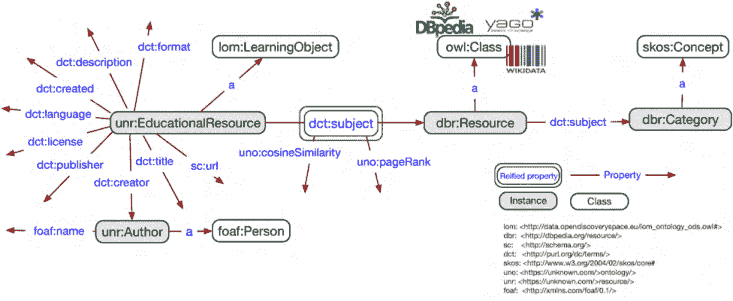 DBpedia
yago
select knowledge
dct:format
lom:LearningObject
owl:Class
skos:Concept
dct:description
WIKIDATA
dct:created
a
a
a
dct:language
unr:EducationalResource
dct:subject
dbr:Resource
dct:subject
dbr:Category
dct:license
dct:title
sc:url
uno:cosineSimilarity
uno:pageRank
dct:publisher
dct:creator
Reified property
Property
Instance
Class
foaf:name
unr:Author
a
foaf:Person
lom: <http://data.opendiscoveryspace.eu/lom_ontology_ods.owl#>
dbr: <http://dbpedia.org/resource/>
sc: <http://schema.org/>
dct: <http://purl.org/dc/terms/>
skos: <http://www.w3.org/2004/02/skos/core#
uno: <https://unknown.com/>ontology/>
unr: <https://unknown.com/>resource/>
foaf: <http://xmlns.com/foaf/0.1/>